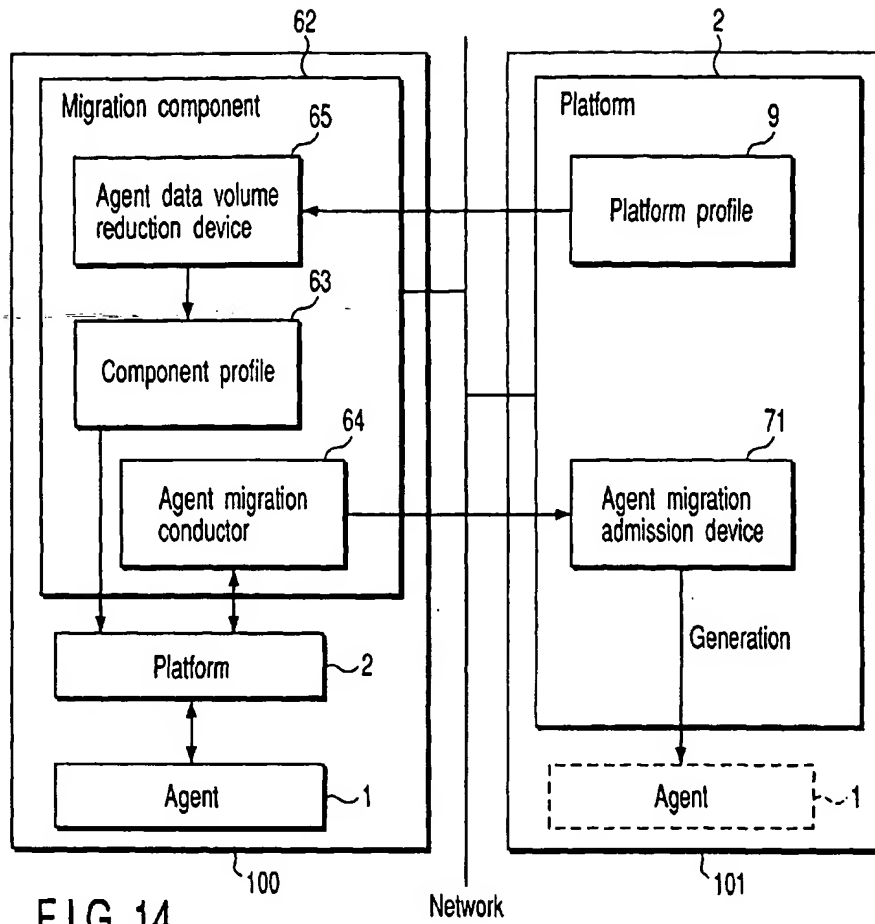 62
2
Migration component
Platform
65
9
Agent data volume
reduction device
Platform profile
63
Component profile
64
71
Agent migration
conductor
Agent migration
admission device
Generation
Platform
2
Agent
1
Agent
1
100
101
Network
FIG. 14